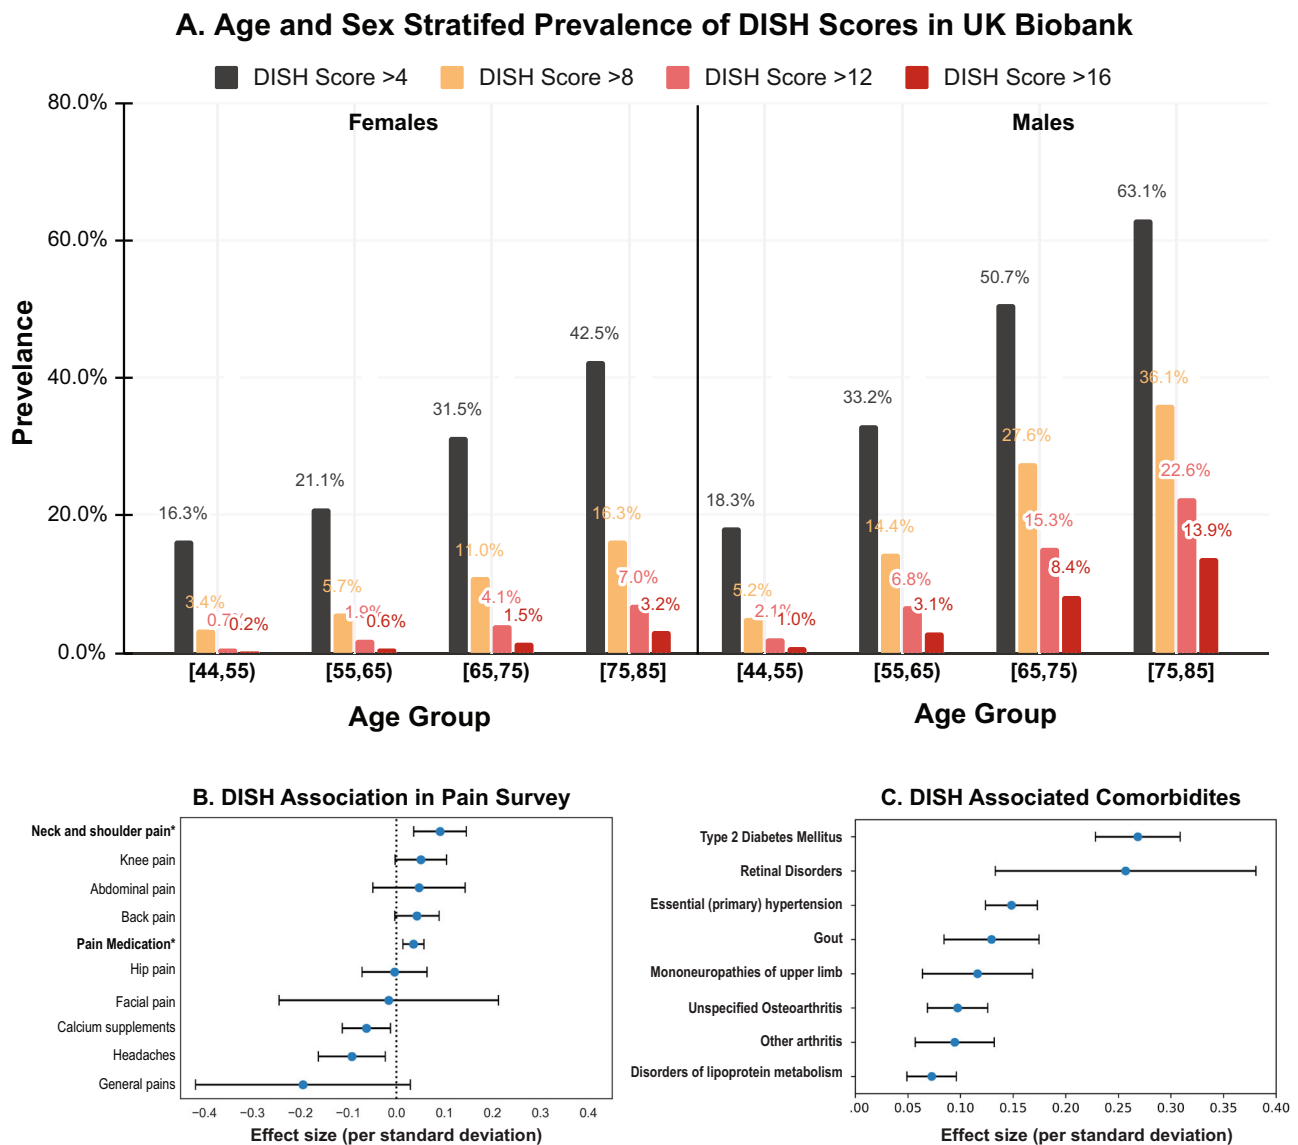 A. Age and Sex Stratifed Prevalence of DISH Scores in UK Biobank
DISH Score >4 DISH Score >8 DISH Score >12 DISH Score >16
Prevelance
80.0%
60.0%
40.0%
20.0%
0.0%
Females
16.3% 3.4% 0.7% 0.2%
21.1% 5.7% 1.9% 0.6%
31.5% 11.0% 4.1% 1.5%
42.5% 16.3% 7.0% 3.2%
[44,55) [55,65) [65,75) [75,85]
Age Group
Males
18.3% 5.2% 2.1% 1.0%
33.2% 14.4% 6.8% 3.1%
50.7% 27.6% 15.3% 8.4%
63.1% 36.1% 22.6% 13.9%
[44,55) [55,65) [65,75) [75,85]
Age Group
B. DISH Association in Pain Survey
Neck and shoulder pain*
Knee pain
Abdominal pain
Back pain
Pain Medication*
Hip pain
Facial pain
Calcium supplements
Headaches
General pains
−0.4 −0.3 −0.2 −0.1 0.0 0.1 0.2 0.3 0.4
Effect size (per standard deviation)
C. DISH Associated Comorbidites
Type 2 Diabetes Mellitus
Retinal Disorders
Essential (primary) hypertension
Gout
Mononeuropathies of upper limb
Unspecified Osteoarthritis
Other arthritis
Disorders of lipoprotein metabolism
.00 0.05 0.10 0.15 0.20 0.25 0.30 0.35 0.40
Effect size (per standard deviation)